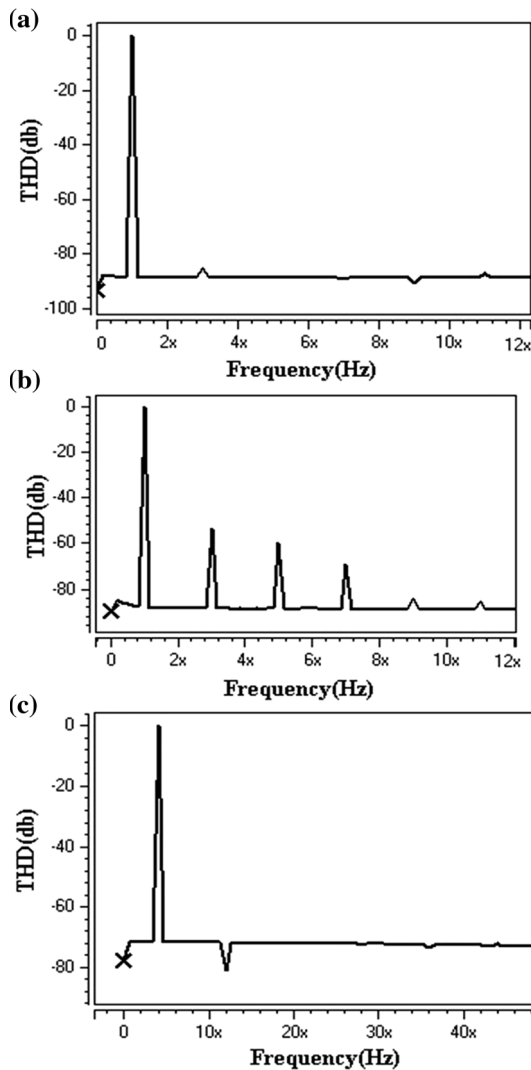 (a)
0
-20
-40
-60
-80
-100
THD(db)
0 2x 4x 6x 8x 10x 12x
Frequency(Hz)
(b)
0
-20
-40
-60
-80
THD(db)
0 2x 4x 6x 8x 10x 12x
Frequency(Hz)
(c)
0
-20
-40
-60
-80
THD(db)
0 10x 20x 30x 40x
Frequency(Hz)